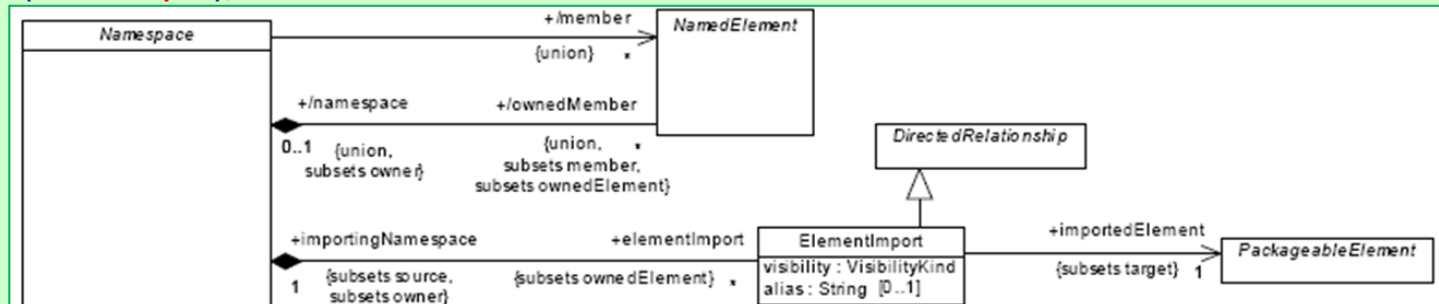 Namespace
+/member
{union} *
NamedElement
+/namespace
+/ownedMember
0..1 {union,
subsets owner}
{union, *
subsets member,
subsets ownedElement}
DirectedRelationship
+importingNamespace
+elementImport
1 {subsets source,
subsets owner}
{subsets ownedElement} *
ElementImport
visibility : VisibilityKind
alias : String [0..1]
+importedElement
{subsets target} 1
PackageableElement